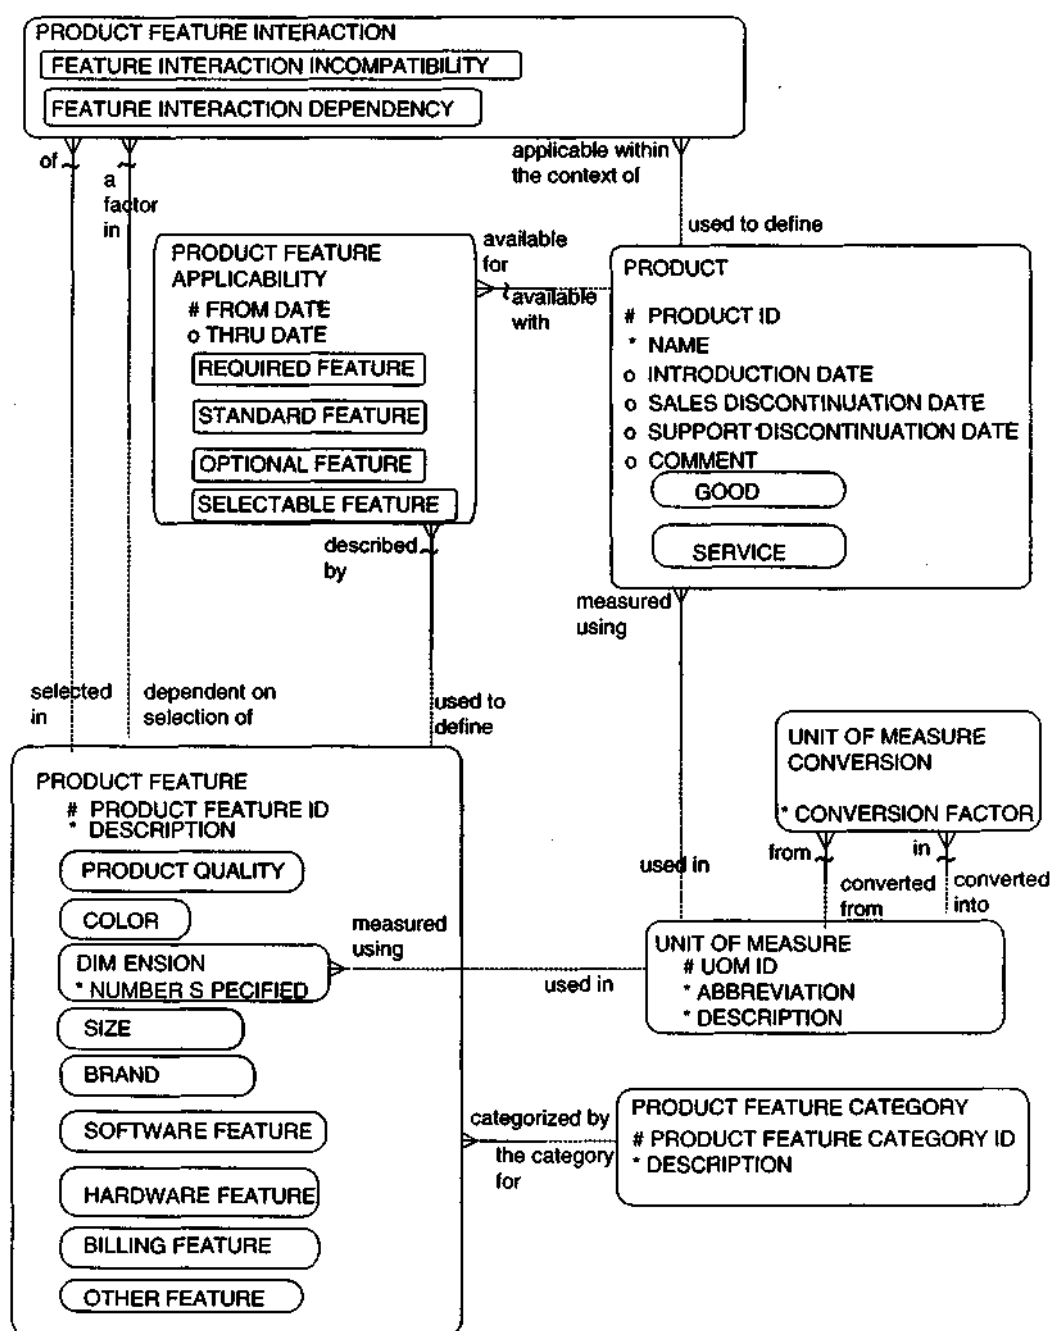 PRODUCT FEATURE INTERACTION
FEATURE INTERACTION INCOMPATIBILITY
FEATURE INTERACTION DEPENDENCY
of
a
factor
in
applicable within
the context of
used to define
PRODUCT FEATURE
APPLICABILITY
# FROM DATE
o THRU DATE
REQUIRED FEATURE
STANDARD FEATURE
OPTIONAL FEATURE
SELECTABLE FEATURE
available
for
available
with
PRODUCT
# PRODUCT ID
* NAME
o INTRODUCTION DATE
o SALES DISCONTINUATION DATE
o SUPPORT DISCONTINUATION DATE
o COMMENT
GOOD
SERVICE
described
by
measured
using
selected
in
dependent on
selection of
used to
define
UNIT OF MEASURE
CONVERSION
* CONVERSION FACTOR
PRODUCT FEATURE
# PRODUCT FEATURE ID
* DESCRIPTION
PRODUCT QUALITY
COLOR
DIM ENSION
* NUMBER S PECIFIED
SIZE
BRAND
SOFTWARE FEATURE
HARDWARE FEATURE
BILLING FEATURE
OTHER FEATURE
used in
from
in
converted
from
converted
into
measured
using
used in
UNIT OF MEASURE
# UOM ID
* ABBREVIATION
* DESCRIPTION
categorized by
the category
for
PRODUCT FEATURE CATEGORY
# PRODUCT FEATURE CATEGORY ID
* DESCRIPTION